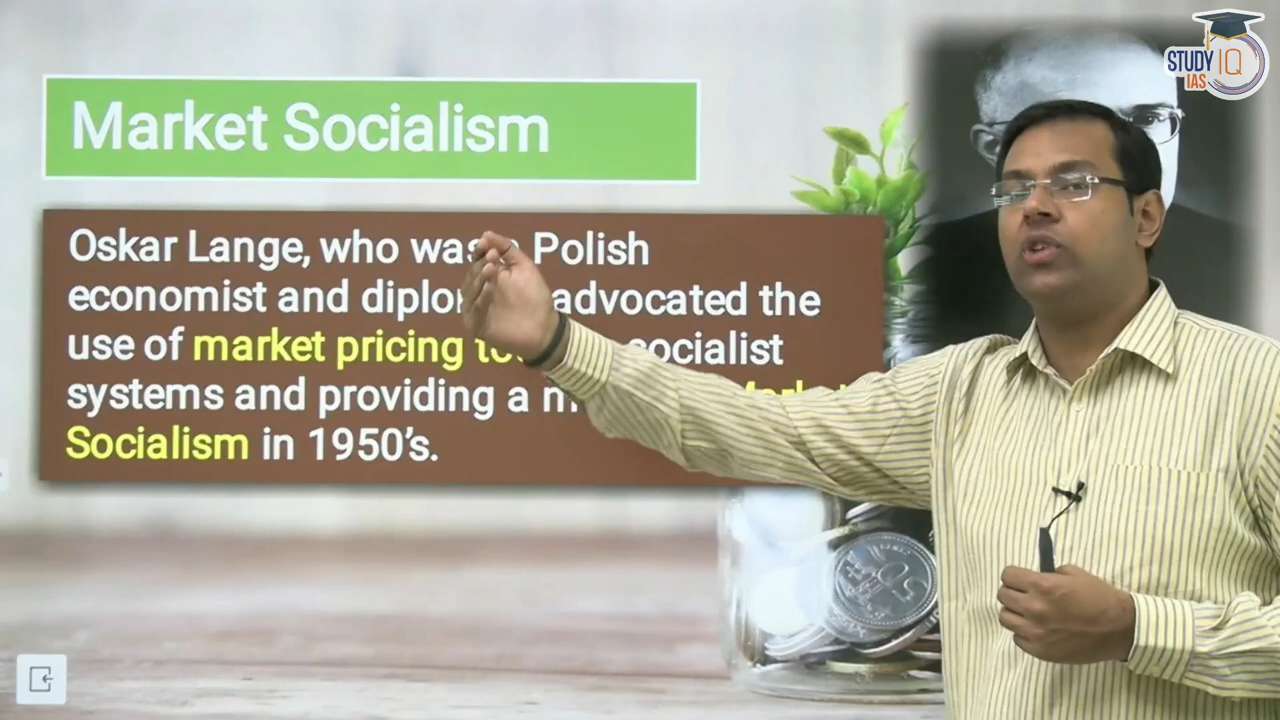 STUDY IQ
IAS
Market Socialism
Oskar Lange, who was Polish
economist and advocated the
use of market pricing socialist
systems and providing a
Socialism in 1950's.